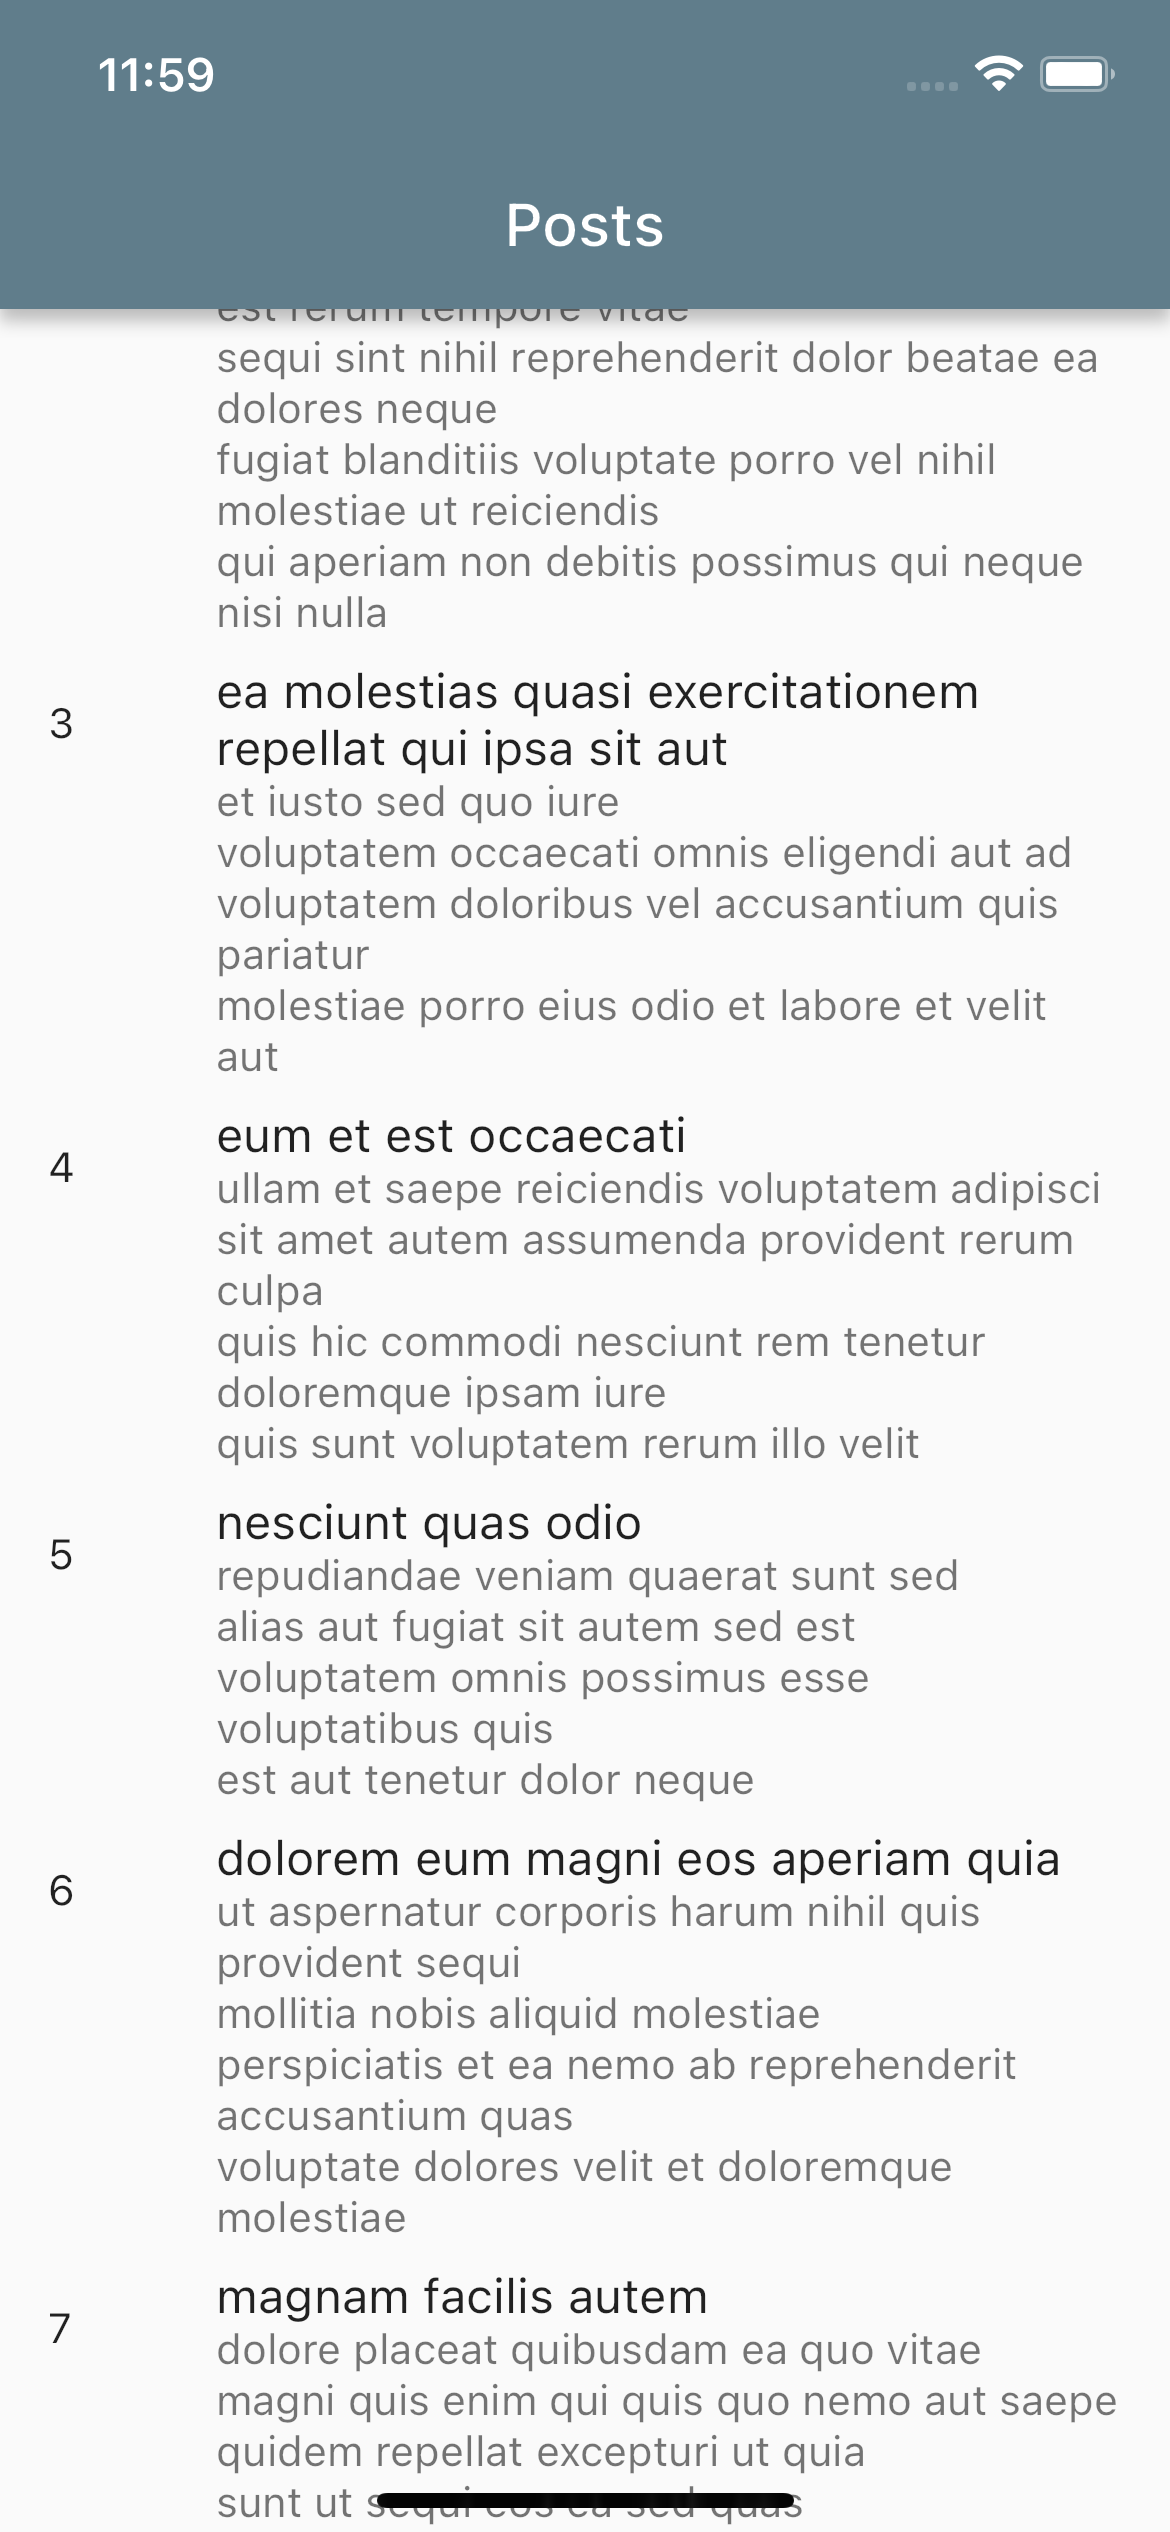 11:59
Posts
est rerum tempore vitae
sequi sint nihil reprehenderit dolor beatae ea
dolores neque
fugiat blanditiis voluptate porro vel nihil
molestiae ut reiciendis
qui aperiam non debitis possimus qui neque
nisi nulla
3
ea molestias quasi exercitationem
repellat qui ipsa sit aut
et iusto sed quo iure
voluptatem occaecati omnis eligendi aut ad
voluptatem doloribus vel accusantium quis
pariatur
molestiae porro eius odio et labore et velit
aut
4
eum et est occaecati
ullam et saepe reiciendis voluptatem adipisci
sit amet autem assumenda provident rerum
culpa
quis hic commodi nesciunt rem tenetur
doloremque ipsam iure
quis sunt voluptatem rerum illo velit
5
nesciunt quas odio
repudiandae veniam quaerat sunt sed
alias aut fugiat sit autem sed est
voluptatem omnis possimus esse
voluptatibus quis
est aut tenetur dolor neque
6
dolorem eum magni eos aperiam quia
ut aspernatur corporis harum nihil quis
provident sequi
mollitia nobis aliquid molestiae
perspiciatis et ea nemo ab reprehenderit
accusantium quas
voluptate dolores velit et doloremque
molestiae
7
magnam facilis autem
dolore placeat quibusdam ea quo vitae
magni quis enim qui quis quo nemo aut saepe
quidem repellat excepturi ut quia
sunt ut sequi eos ea sed quas